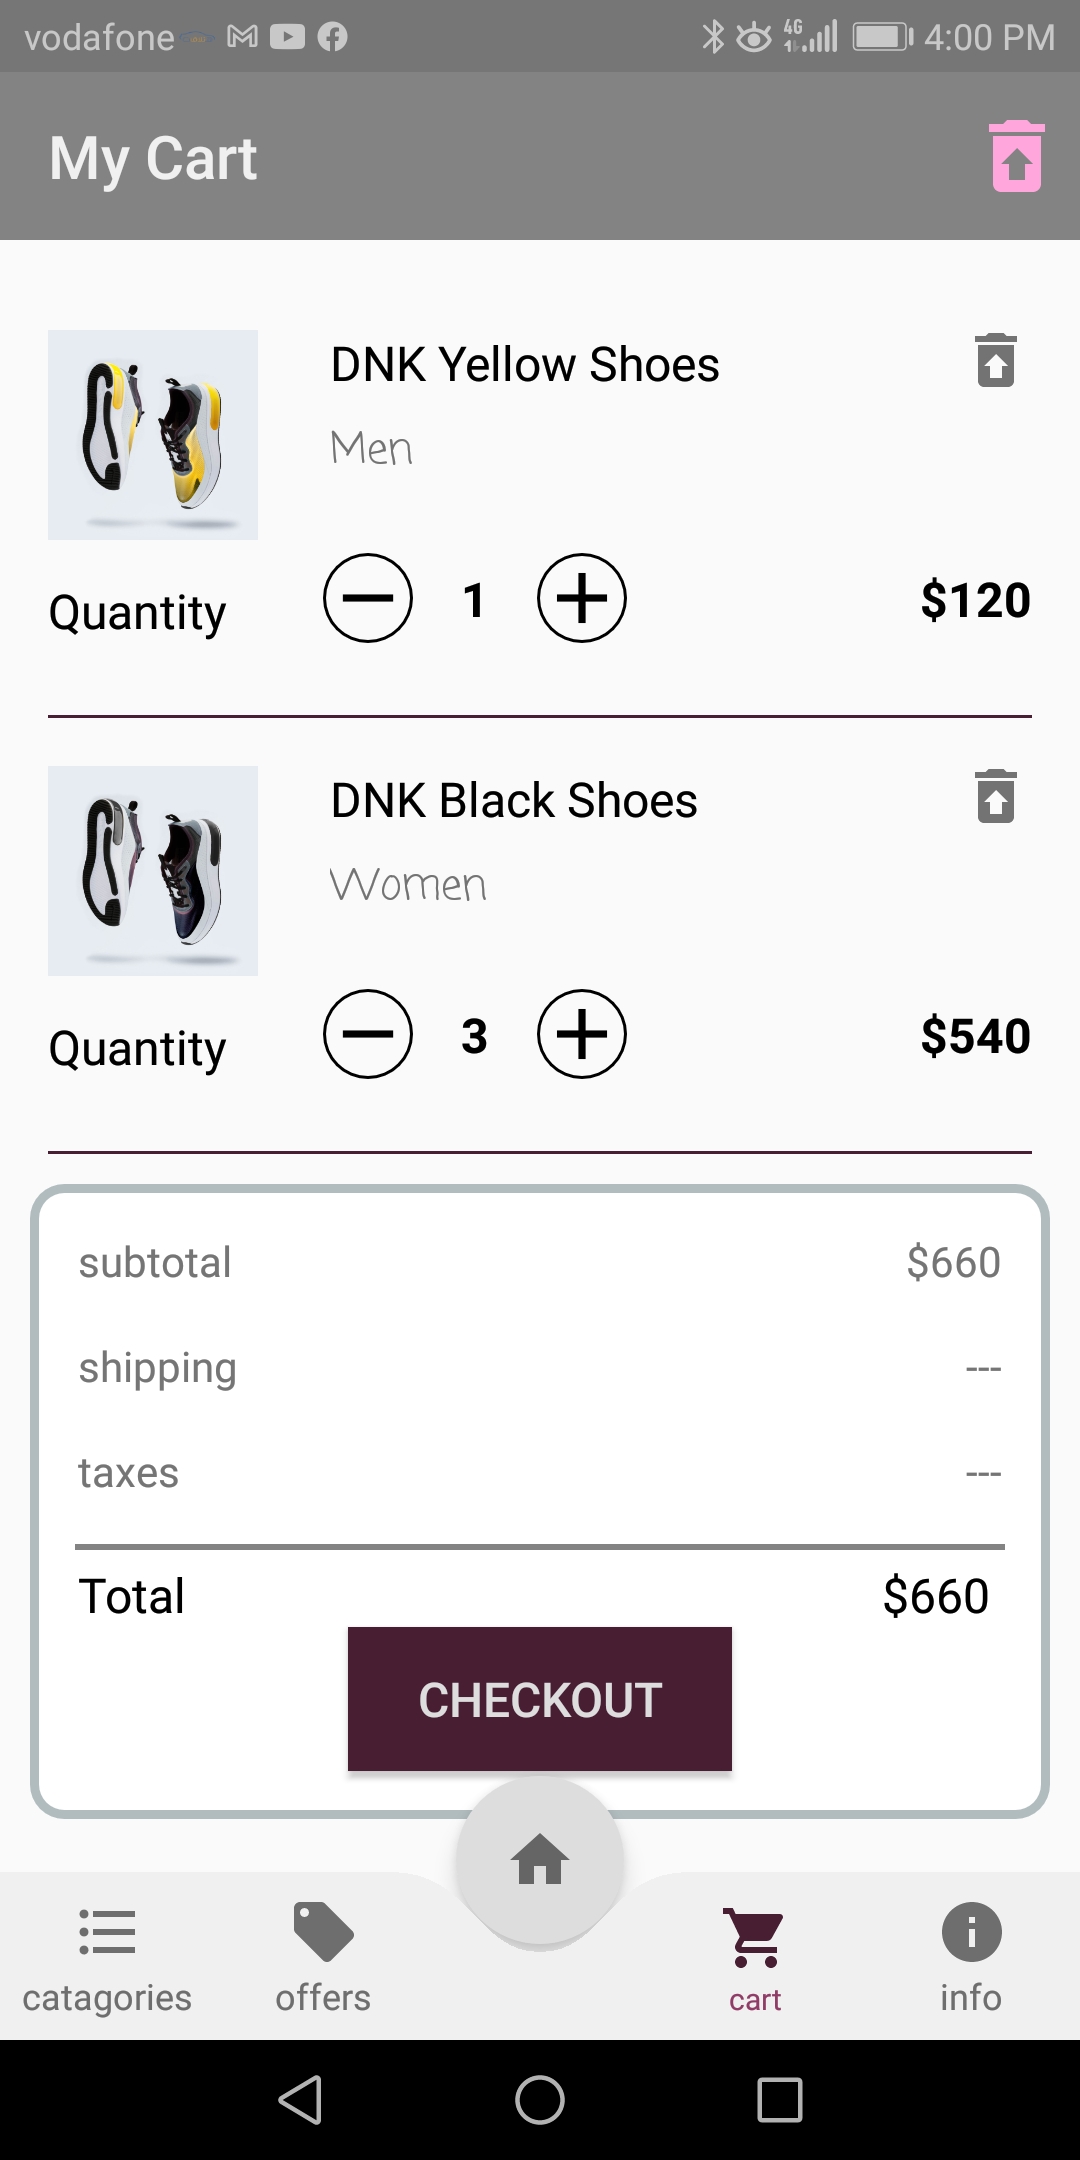 vodafone 4G 4:00 PM
My Cart
DNK Yellow Shoes
Men
Quantity 1 $120
DNK Black Shoes
Women
Quantity 3 $540
subtotal $660
shipping ---
taxes ---
Total $660
CHECKOUT
catagories offers cart info